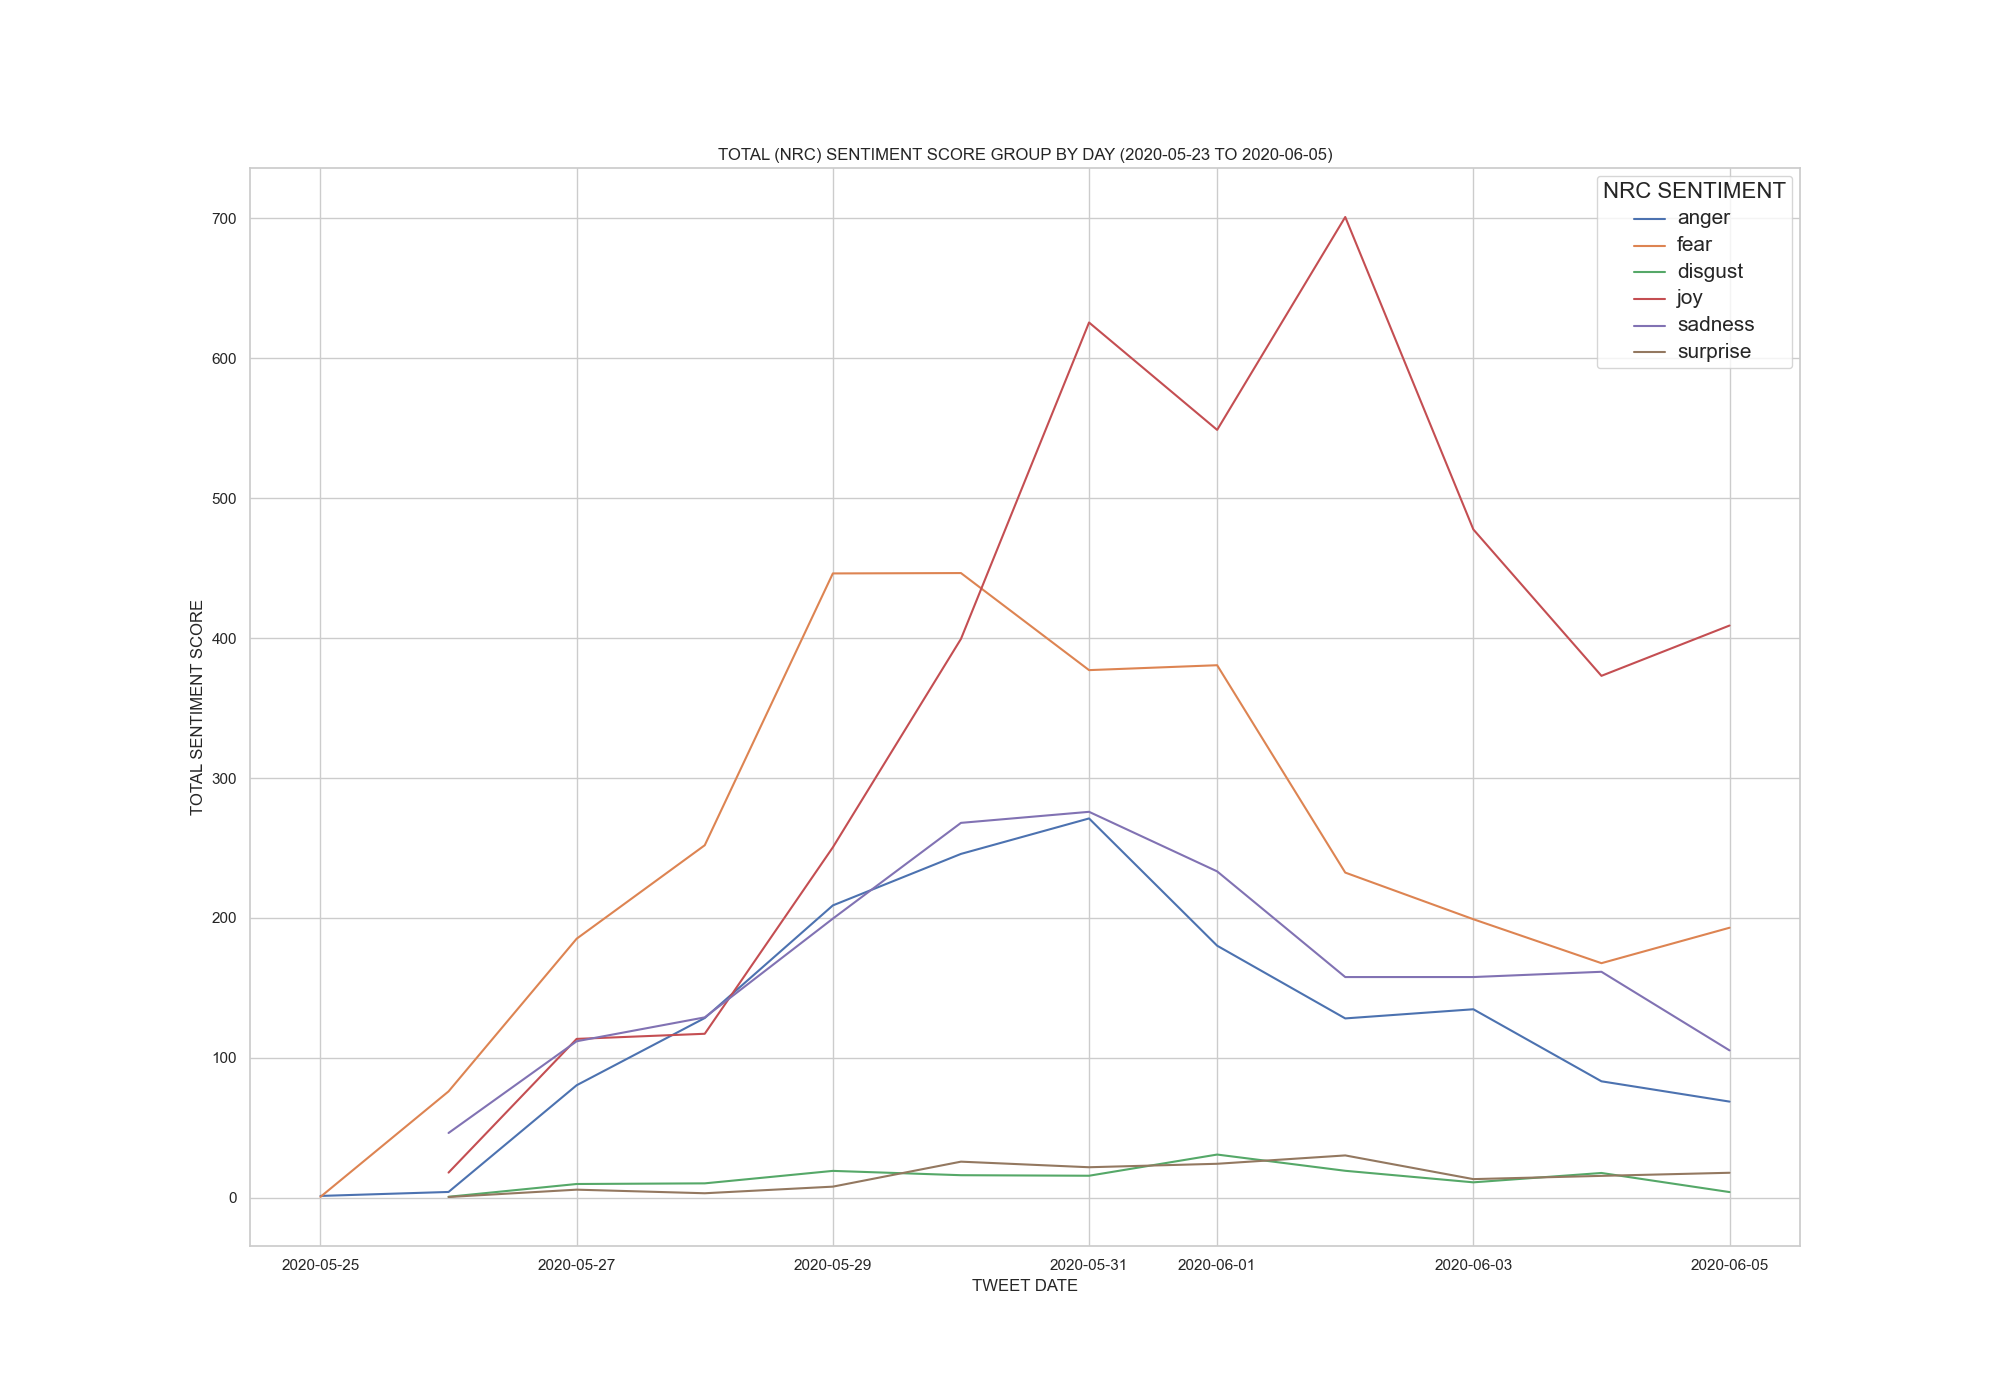 TOTAL (NRC) SENTIMENT SCORE GROUP BY DAY (2020-05-23 TO 2020-06-05)
NRC SENTIMENT
anger
fear
disgust
joy
sadness
surprise
TOTAL SENTIMENT SCORE
700
600
500
400
300
200
100
0
2020-05-25 2020-05-27 2020-05-29 2020-05-31 2020-06-01 2020-06-03 2020-06-05
TWEET DATE